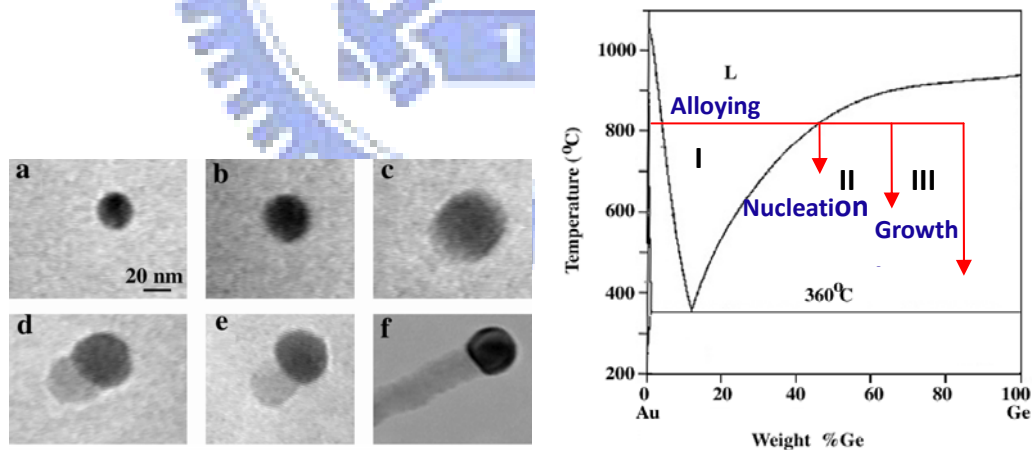 1
a
b
c
20 nm
d
e
f
1000
800
600
400
200
Temperature (°C)
L
Alloying
I
II
III
Nucleation
Growth
360°C
0
20
40
60
80
100
Au
Ge
Weight %Ge